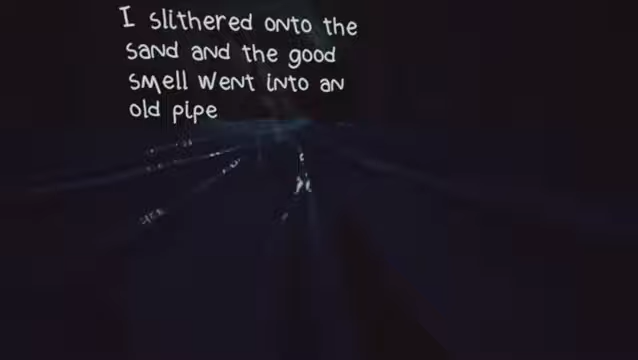 I slithered onto the
sand and the good
smell went into an
old pipe